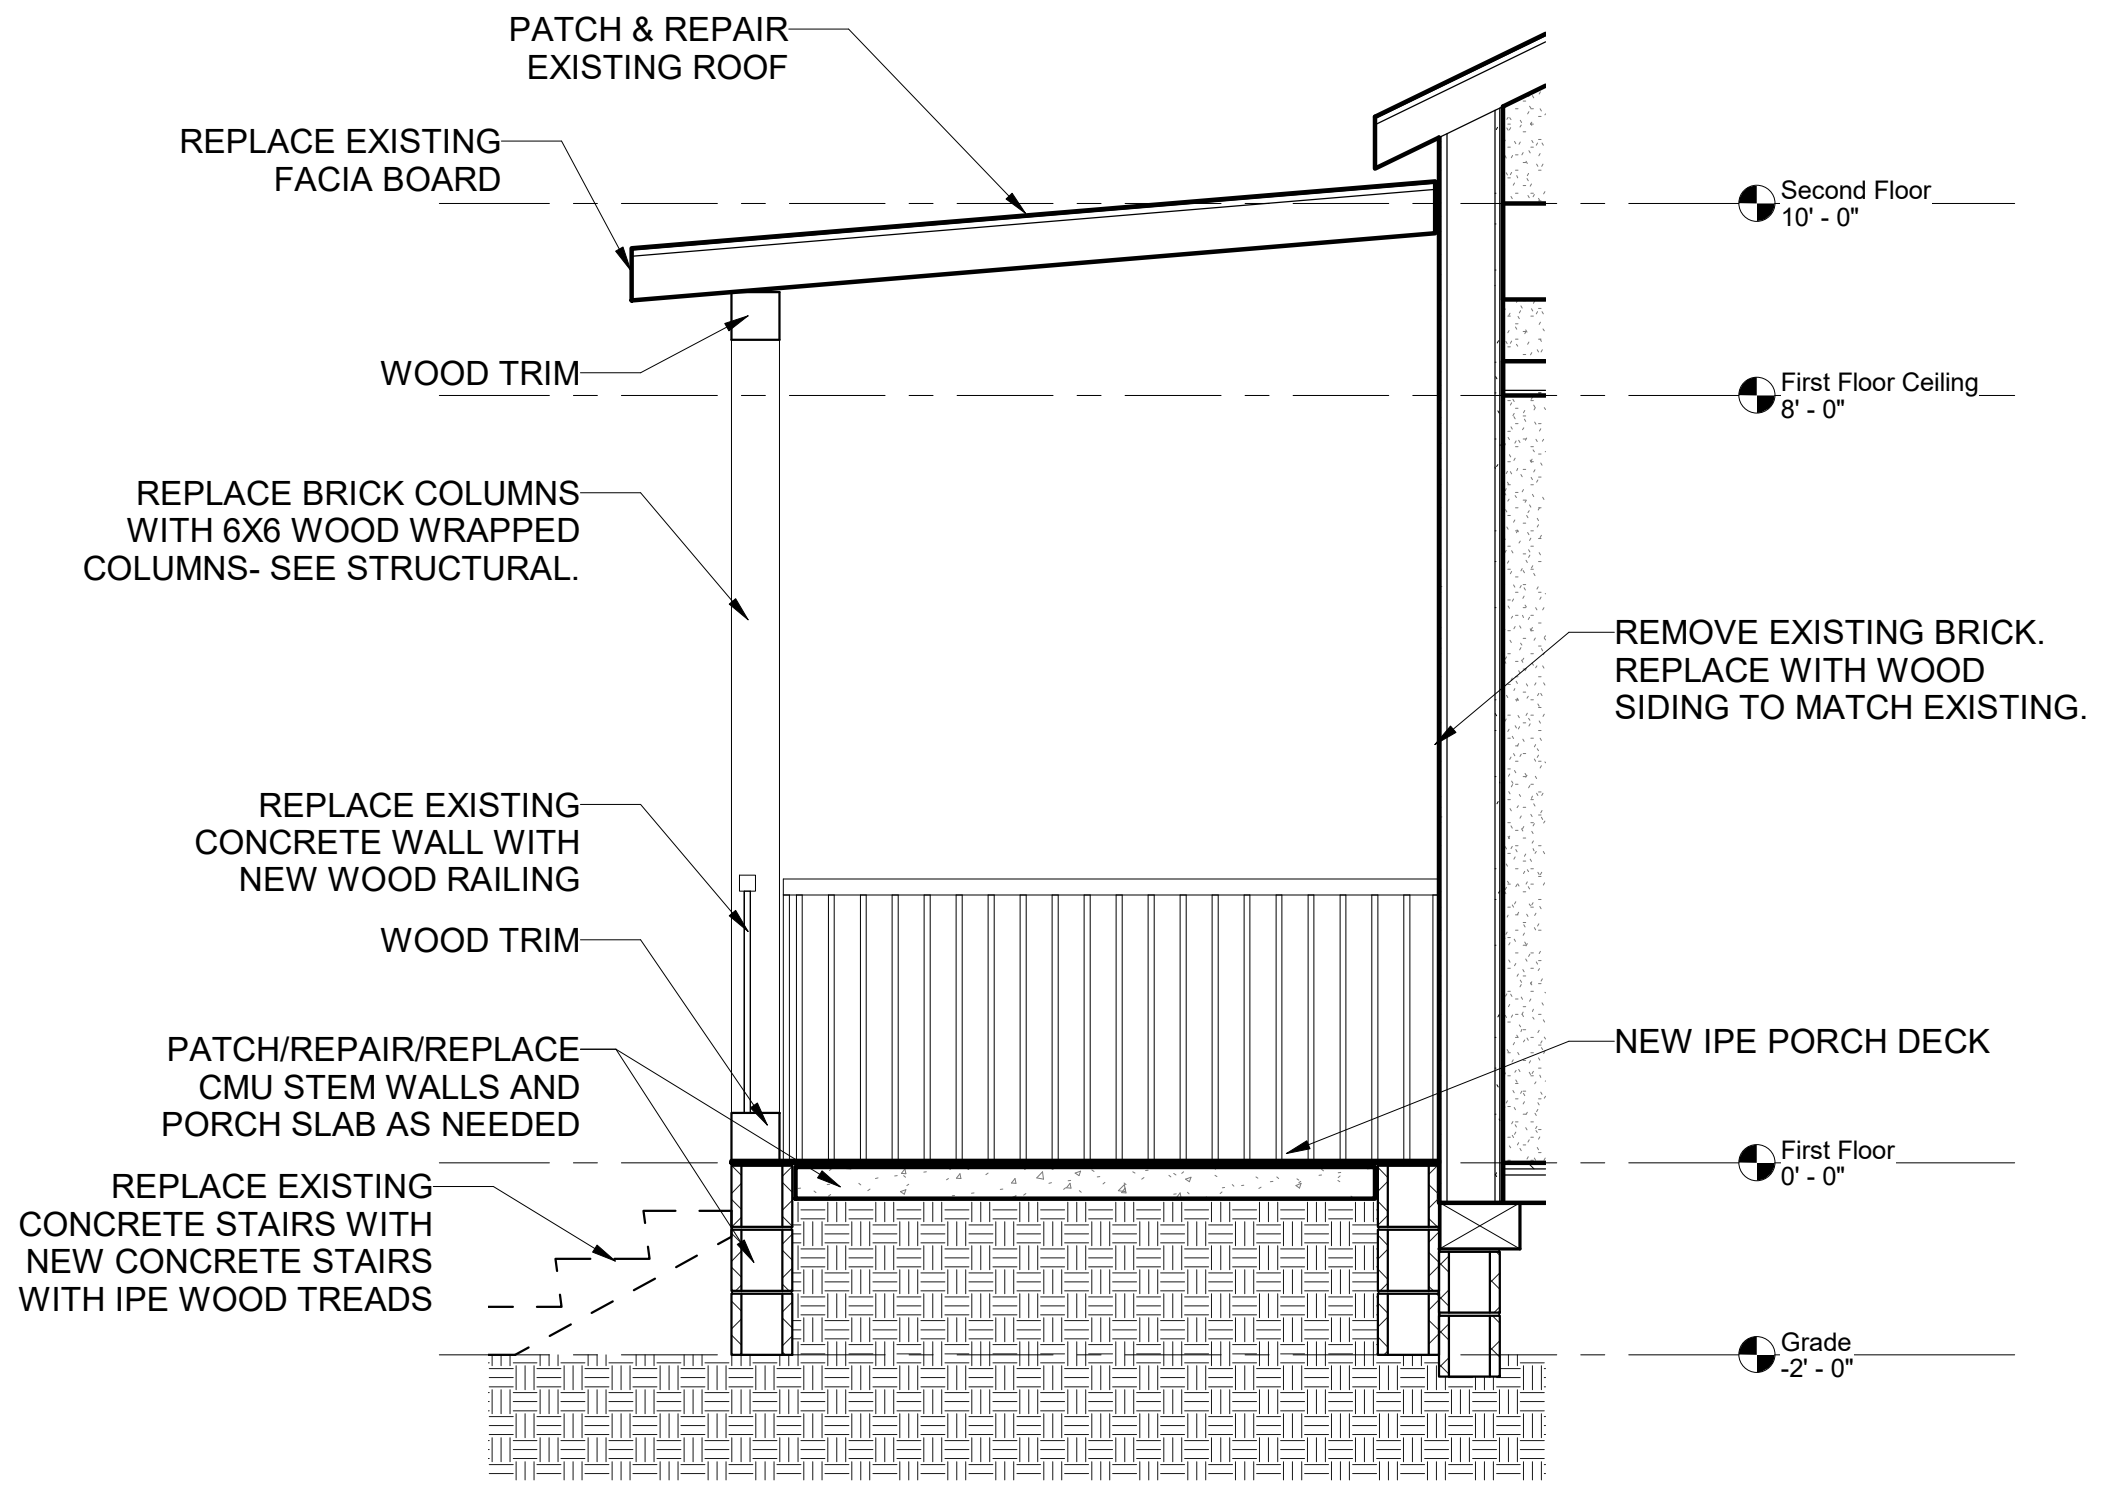 PATCH & REPAIR
EXISTING ROOF
REPLACE EXISTING
FACIA BOARD
Second Floor
10' - 0"
WOOD TRIM
First Floor Ceiling
8' - 0"
REPLACE BRICK COLUMNS
WITH 6X6 WOOD WRAPPED
COLUMNS- SEE STRUCTURAL.
REMOVE EXISTING BRICK.
REPLACE WITH WOOD
SIDING TO MATCH EXISTING.
REPLACE EXISTING
CONCRETE WALL WITH
NEW WOOD RAILING
WOOD TRIM
PATCH/REPAIR/REPLACE
CMU STEM WALLS AND
PORCH SLAB AS NEEDED
NEW IPE PORCH DECK
First Floor
0' - 0"
REPLACE EXISTING
CONCRETE STAIRS WITH
NEW CONCRETE STAIRS
WITH IPE WOOD TREADS
Grade
-2' - 0"